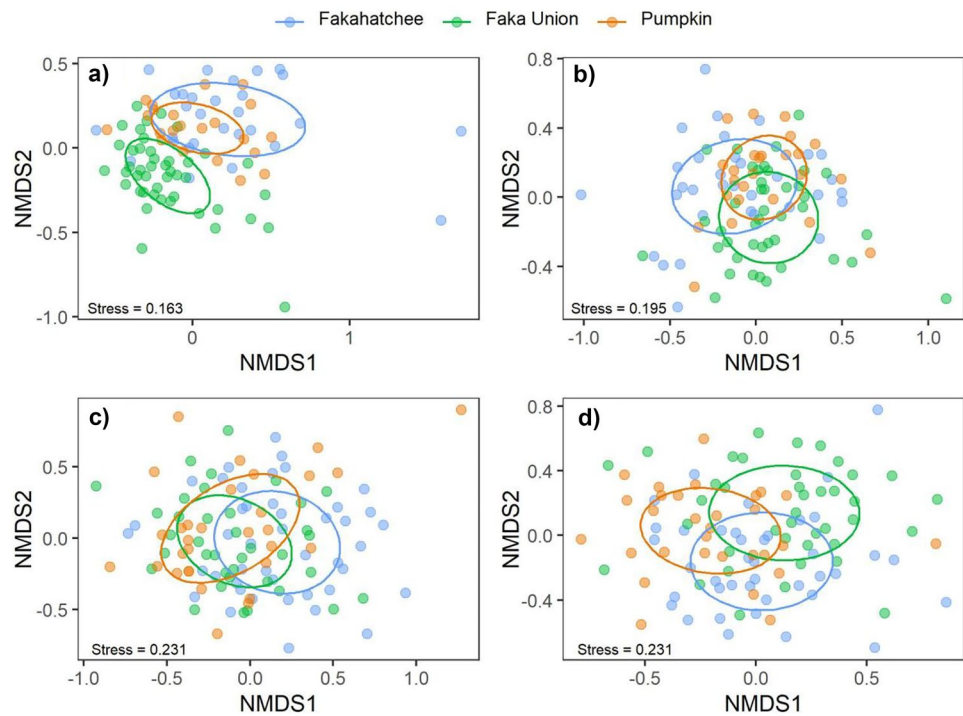 Fakahatchee Faka Union Pumpkin
a)
0.5
0.0
-0.5
-1.0
NMDS2
Stress = 0.163
0 1
NMDS1
b)
0.8
0.4
0.0
-0.4
NMDS2
Stress = 0.195
-1.0 -0.5 0.0 0.5 1.0
NMDS1
c)
0.5
0.0
-0.5
NMDS2
Stress = 0.231
-1.0 -0.5 0.0 0.5 1.0
NMDS1
d)
0.8
0.4
0.0
-0.4
NMDS2
Stress = 0.231
-0.5 0.0 0.5
NMDS1